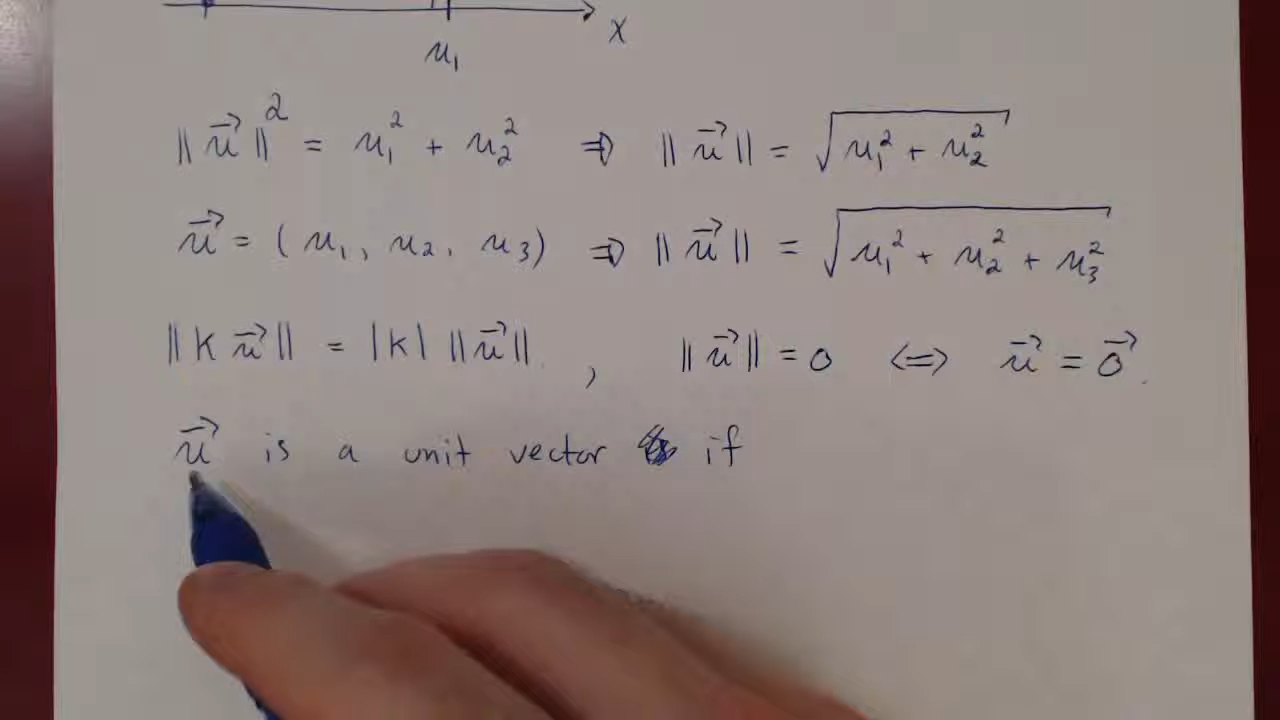 x
u₁
‖u⃗‖² = u₁² + u₂² ⇒ ‖u⃗‖ = √(u₁² + u₂²)
u⃗ = (u₁, u₂, u₃) ⇒ ‖u⃗‖ = √(u₁² + u₂² + u₃²)
‖k u⃗‖ = |k| ‖u⃗‖ , ‖u⃗‖ = 0 ⇔ u⃗ = 0⃗.
u⃗ is a unit vector if